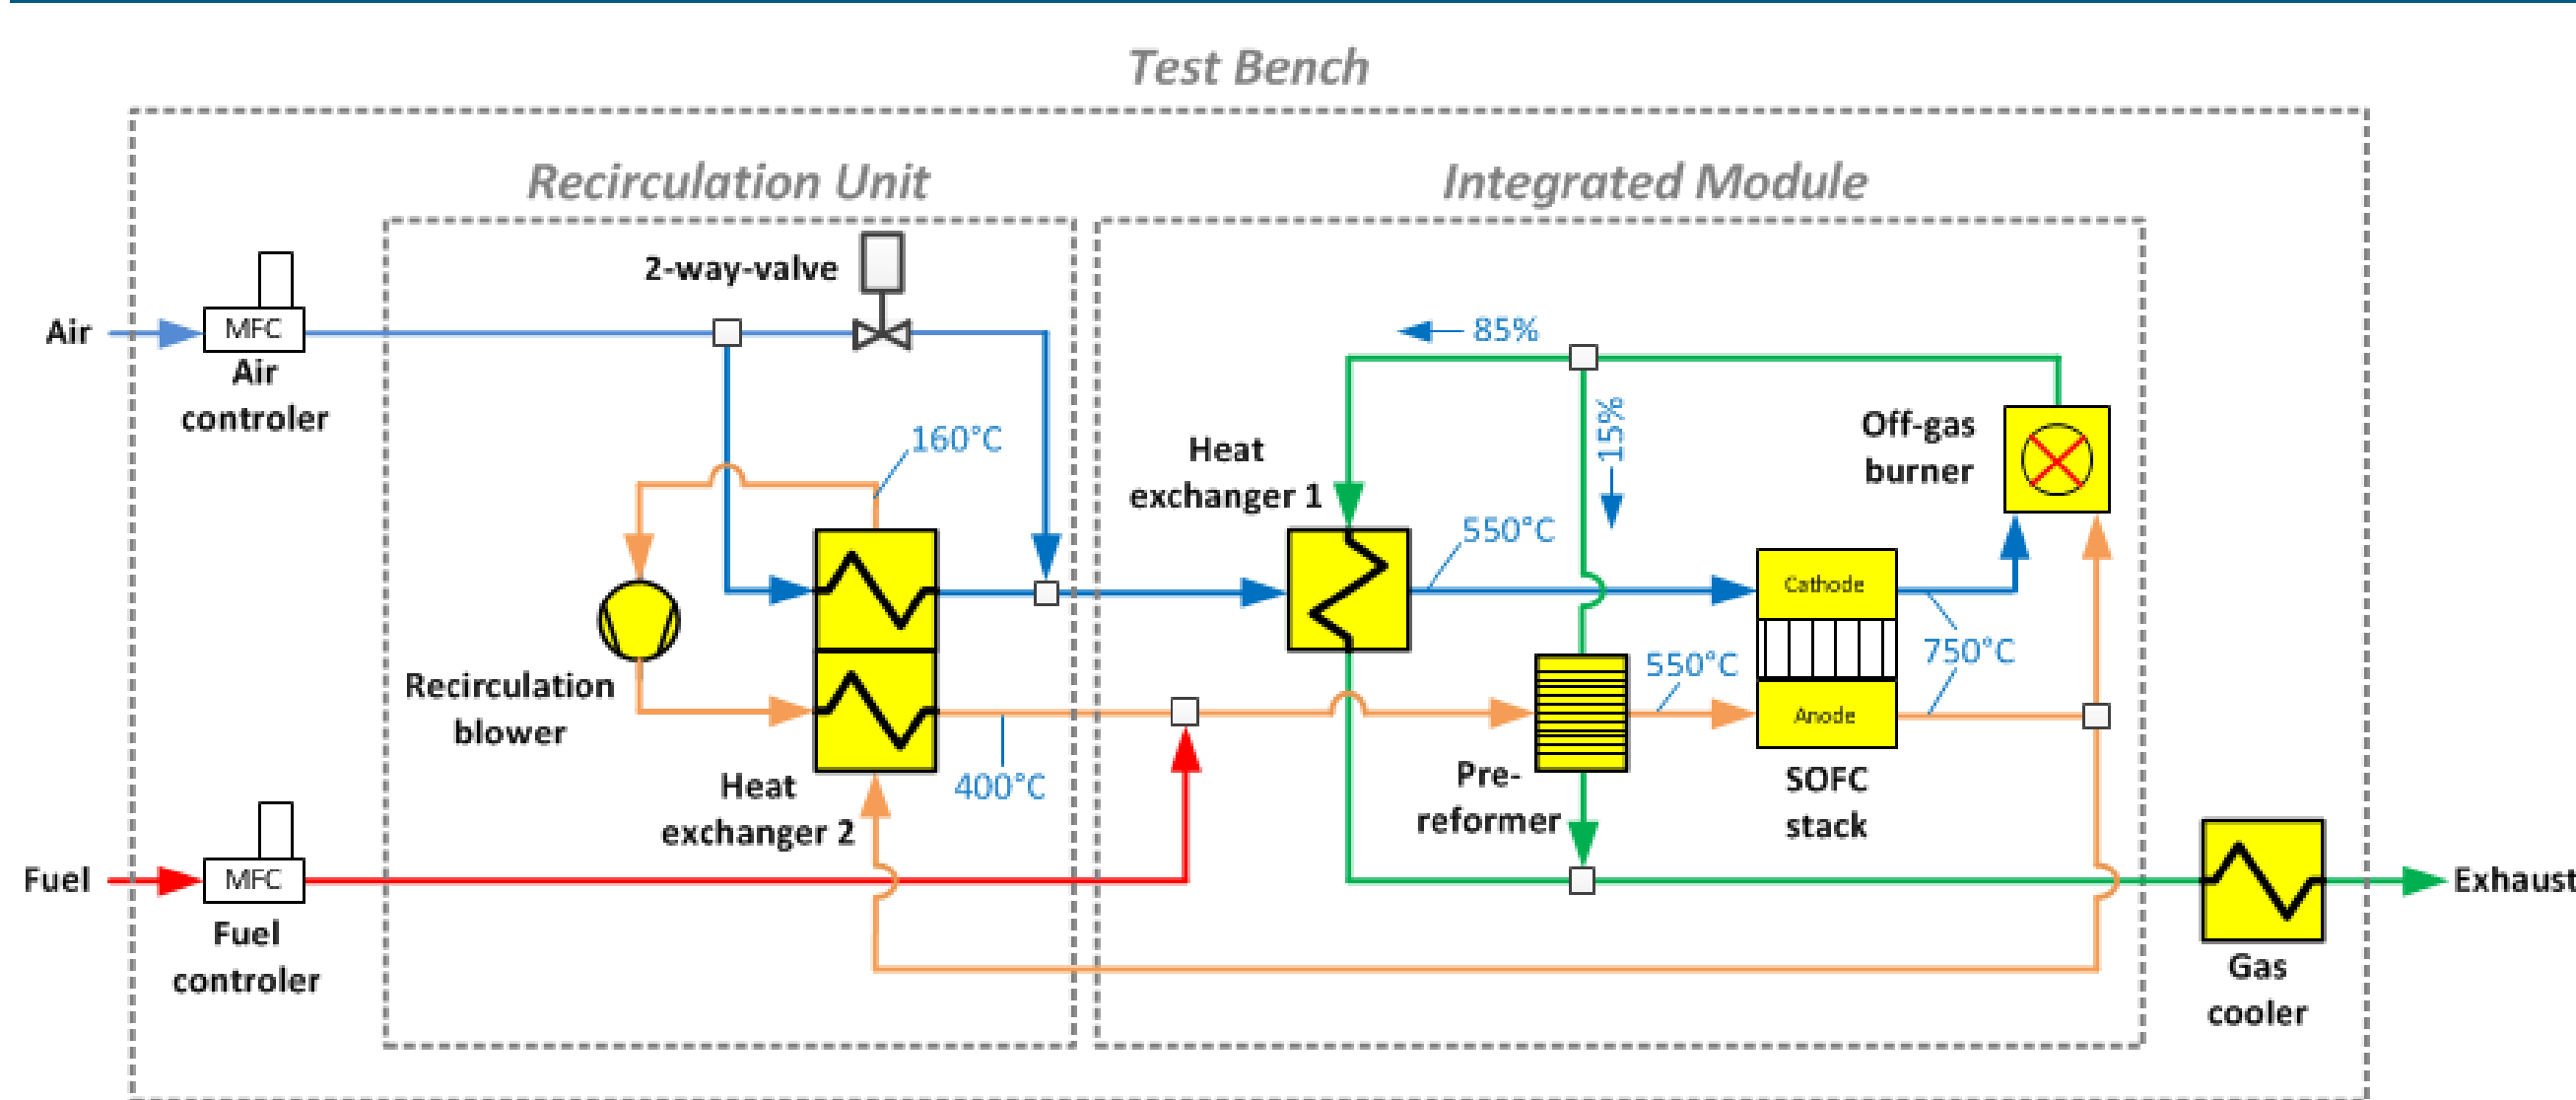 Test Bench
Recirculation Unit
Integrated Module
2-way-valve
Air
MFC
Air
controler
85%
15%
160°C
Off-gas
burner
Heat
exchanger 1
550°C
Cathode
750°C
550°C
Recirculation
blower
Anode
Heat
exchanger 2
400°C
Pre-
reformer
SOFC
stack
Fuel
MFC
Fuel
controler
Exhaust
Gas
cooler